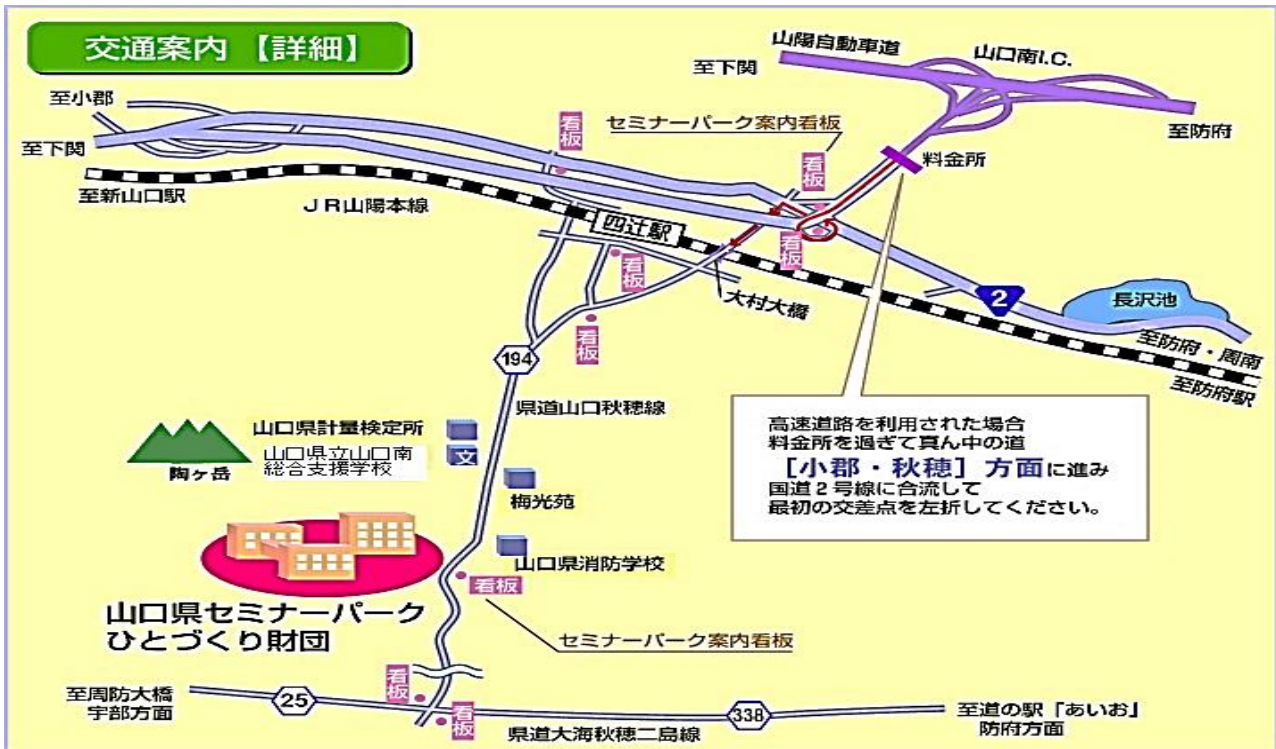 交通案内【詳細】
山陽自動車道
山口南I.C.
至下関
至防府
至小郡
至下関
看板
セミナーパーク案内看板
看板
料金所
至新山口駅
JR山陽本線
四辻駅
看板
看板
大村大橋
2
長沢池
至防府・周南
至防府駅
看板
194
県道山口秋穂線
高速道路を利用された場合
料金所を過ぎて真ん中の道
［小郡・秋穂］方面に進み
国道2号線に合流して
最初の交差点を左折してください。
山口県計量検定所
山口県立山口南
総合支援学校
文
陶ヶ岳
梅光苑
山口県消防学校
看板
山口県セミナーパーク
ひとづくり財団
セミナーパーク案内看板
至周防大橋
宇部方面
25
看板
看板
県道大海秋穂二島線
338
至道の駅「あいお」
防府方面